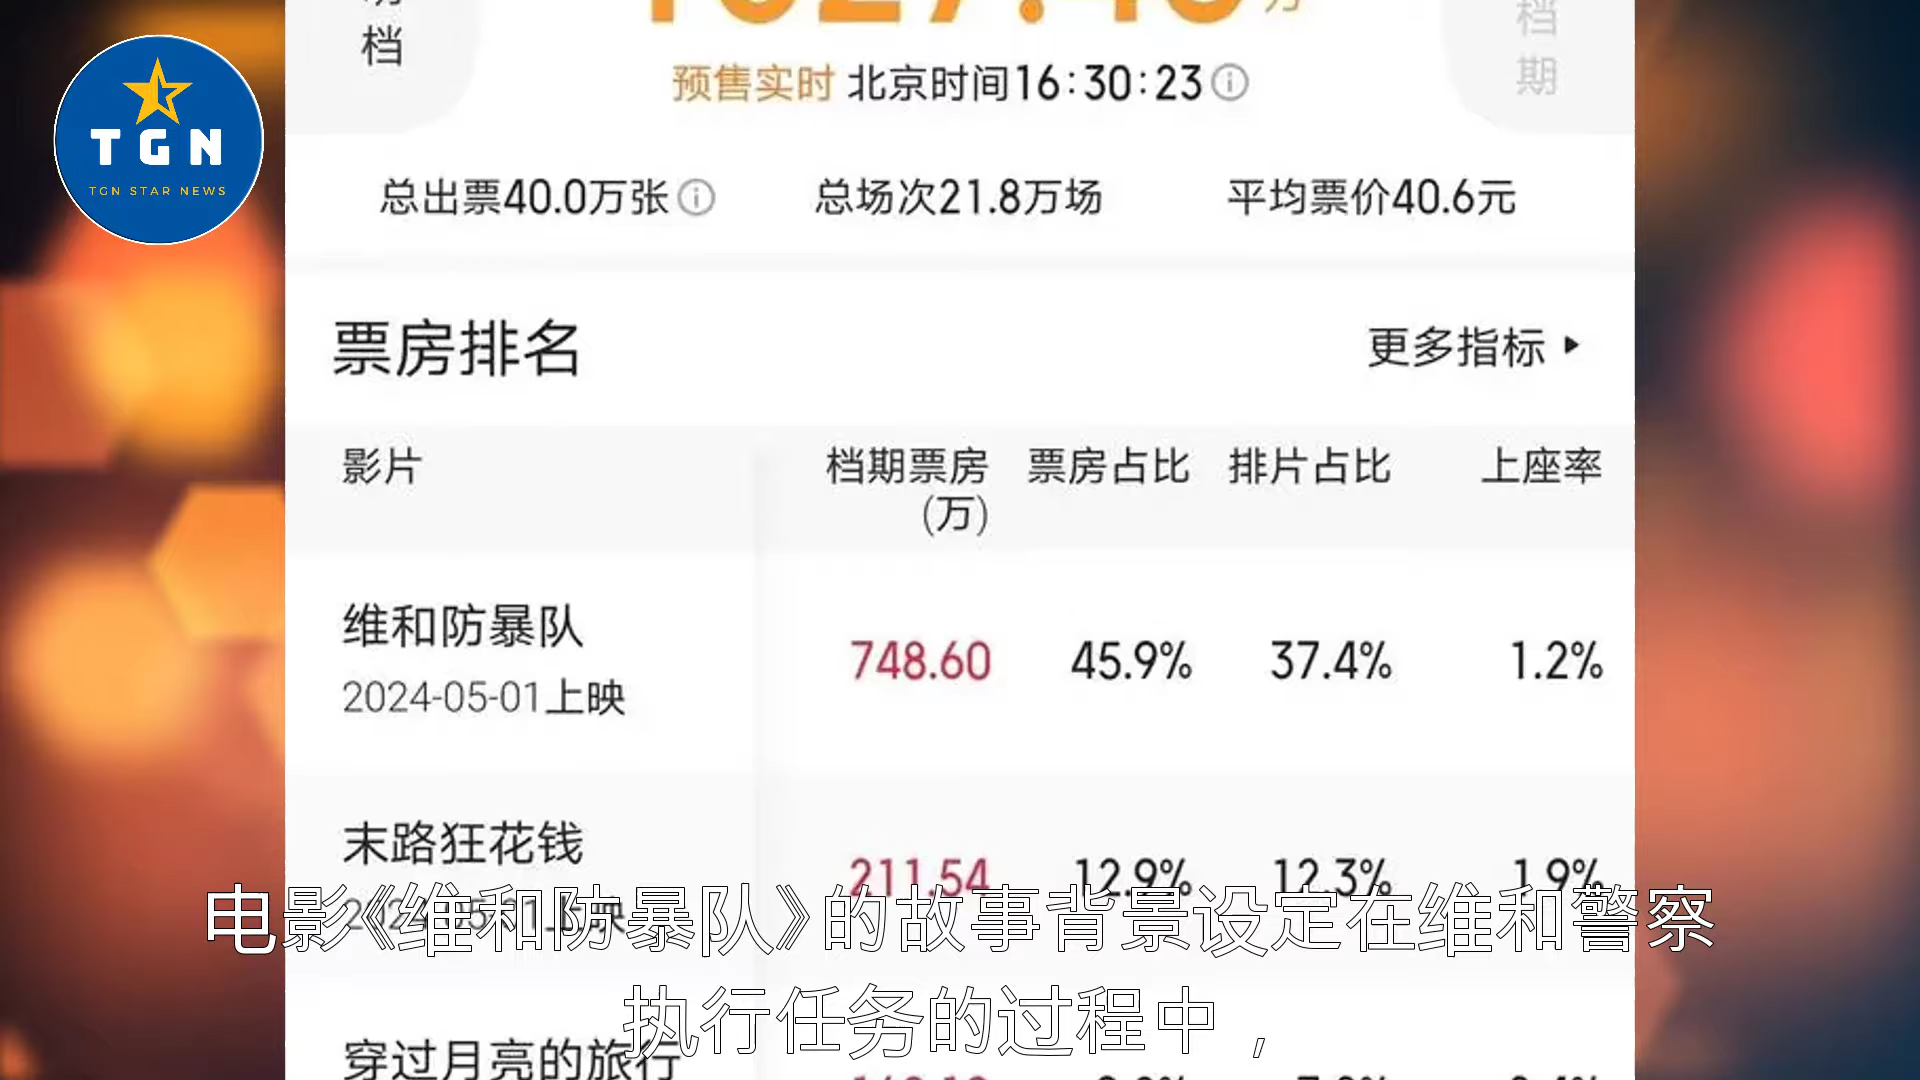 档
档
期
预售实时 北京时间16:30:23
TGN
TGN STAR NEWS
总出票40.0万张 总场次21.8万场 平均票价40.6元
票房排名 更多指标
影片 档期票房(万) 票房占比 排片占比 上座率
维和防暴队 748.60 45.9% 37.4% 1.2%
2024-05-01上映
末路狂花钱 211.54 12.9% 12.3% 1.9%
电影《维和防暴队》的故事背景设定在维和警察
执行任务的过程中，
穿过月亮的旅行